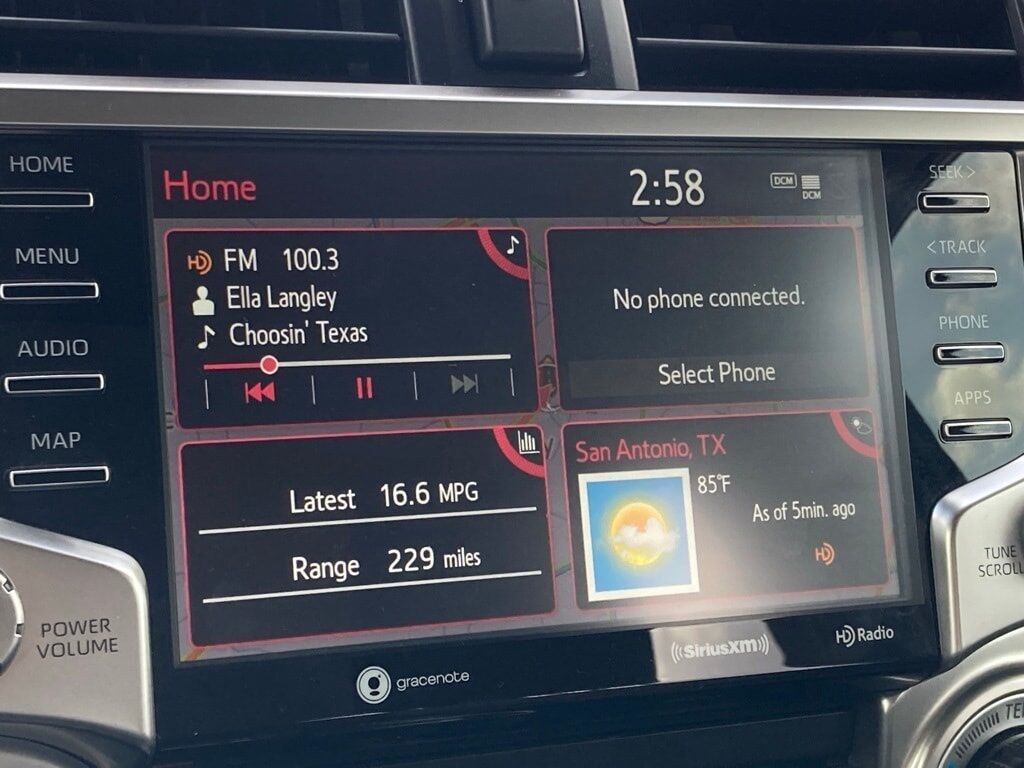 HOME
MENU
AUDIO
MAP
POWER
VOLUME
Home
2:58
DCM
DCM
HD FM 100.3
Ella Langley
Choosin' Texas
No phone connected.
Select Phone
Latest 16.6 MPG
Range 229 miles
San Antonio, TX
85°F
As of 5min. ago
HD
gracenote
((SiriusXM))
HD Radio
SEEK >
< TRACK
PHONE
APPS
TUNE
SCROLL